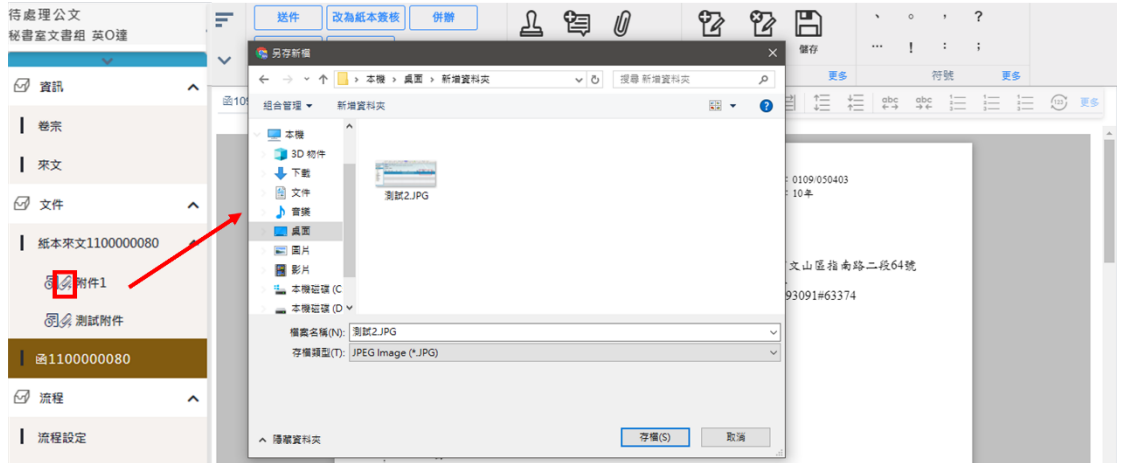 待處理公文
秘書室文書組 英O達
資訊
卷宗
來文
文件
紙本來文1100000080
附件1
測試附件
函1100000080
流程
流程設定
送件
改為紙本簽核
併辦
儲存
更多
、 。 , ?
… ! : ;
符號
更多
函109
abc
abc
更多
另存新檔
本機 › 桌面 › 新增資料夾
搜尋 新增資料夾
組合管理
新增資料夾
本機
3D 物件
下載
文件
音樂
桌面
圖片
影片
本機磁碟 (C
本機磁碟 (D
測試2.JPG
檔案名稱(N): 測試2.JPG
存檔類型(T): JPEG Image (*.JPG)
隱藏資料夾
存檔(S)
取消
: 0109/050403
: 10年
文山區指南路二段64號
93091#63374